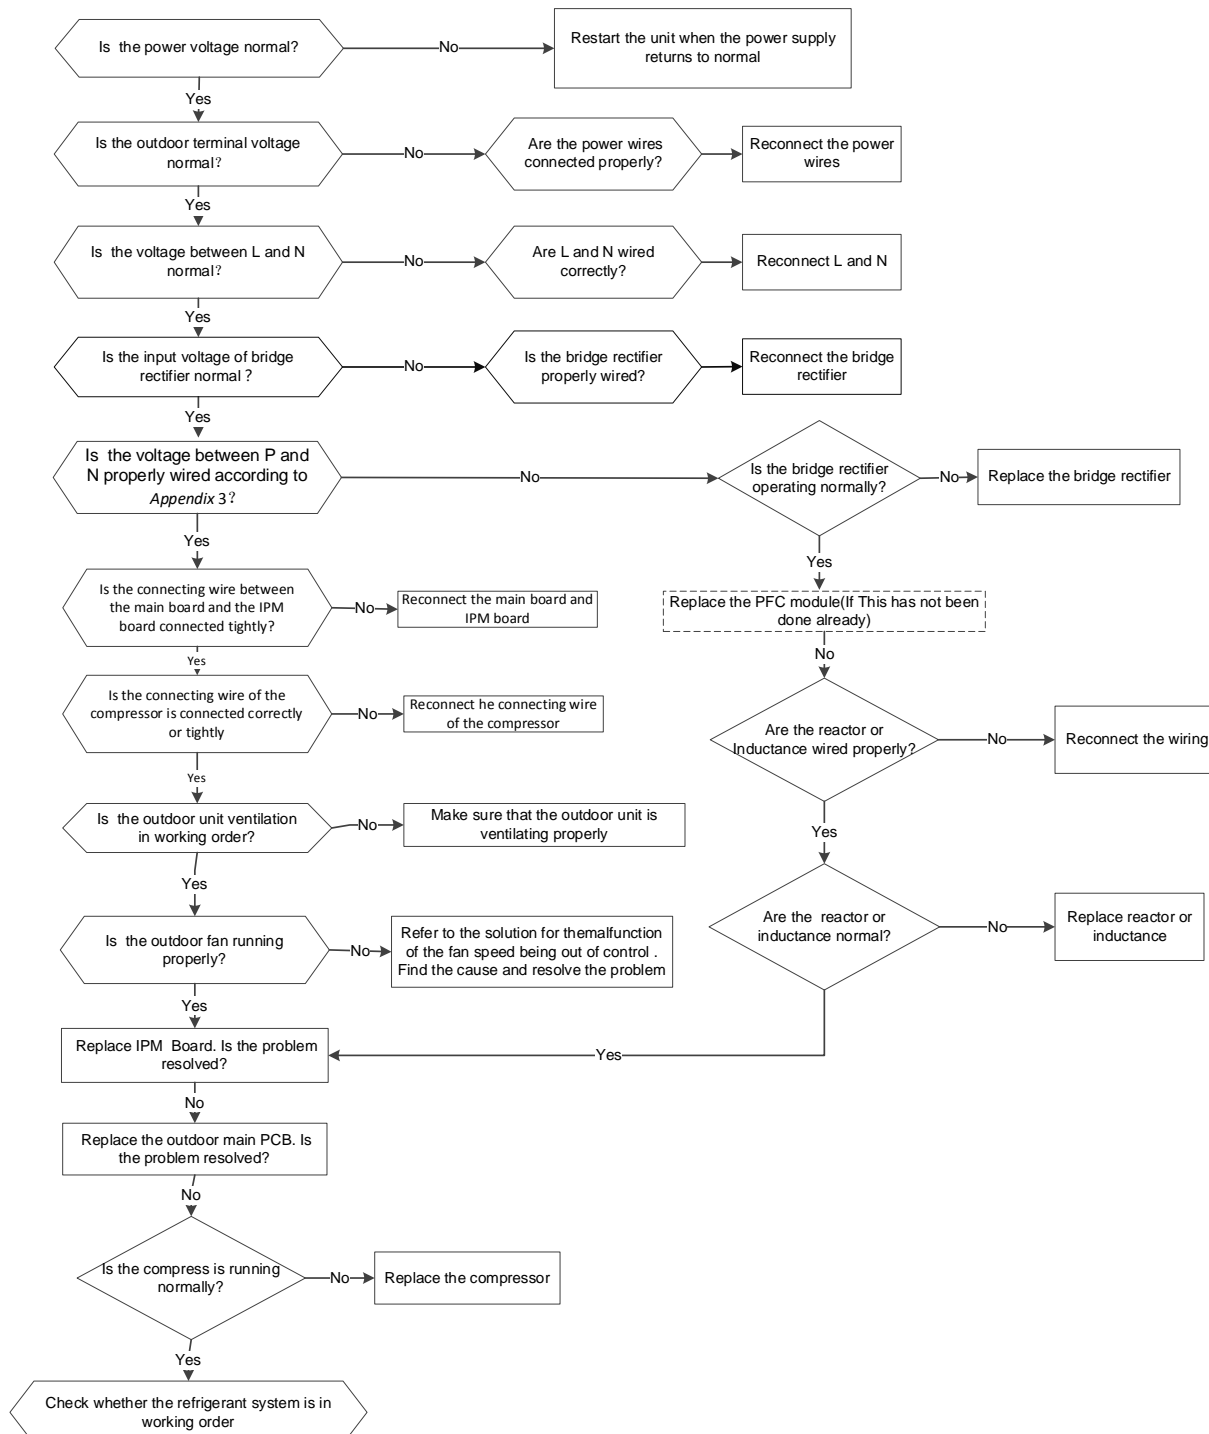 Is the power voltage normal?
No
Restart the unit when the power supply
returns to normal
Yes
Is the outdoor terminal voltage
normal?
No
Are the power wires
connected properly?
Reconnect the power
wires
Yes
Is the voltage between L and N
normal?
No
Are L and N wired
correctly?
Reconnect L and N
Yes
Is the input voltage of bridge
rectifier normal ?
No
Is the bridge rectifier
properly wired?
Reconnect the bridge
rectifier
Yes
Is the voltage between P and
N properly wired according to
Appendix 3?
No
Is the bridge rectifier
operating normally?
No
Replace the bridge rectifier
Yes
Yes
Is the connecting wire between
the main board and the IPM
board connected tightly?
No
Reconnect the main board and
IPM board
Replace the PFC module(If This has not been
done already)
No
Yes
Is the connecting wire of the
compressor is connected correctly
or tightly
No
Reconnect he connecting wire
of the compressor
Are the reactor or
Inductance wired properly?
No
Reconnect the wiring
Yes
Is the outdoor unit ventilation
in working order?
No
Make sure that the outdoor unit is
ventilating properly
Yes
Yes
Is the outdoor fan running
properly?
No
Refer to the solution for themalfunction
of the fan speed being out of control .
Find the cause and resolve the problem
Are the reactor or
inductance normal?
No
Replace reactor or
inductance
Yes
Replace IPM Board. Is the problem
resolved?
Yes
No
Replace the outdoor main PCB. Is
the problem resolved?
No
Is the compress is running
normally?
No
Replace the compressor
Yes
Check whether the refrigerant system is in
working order